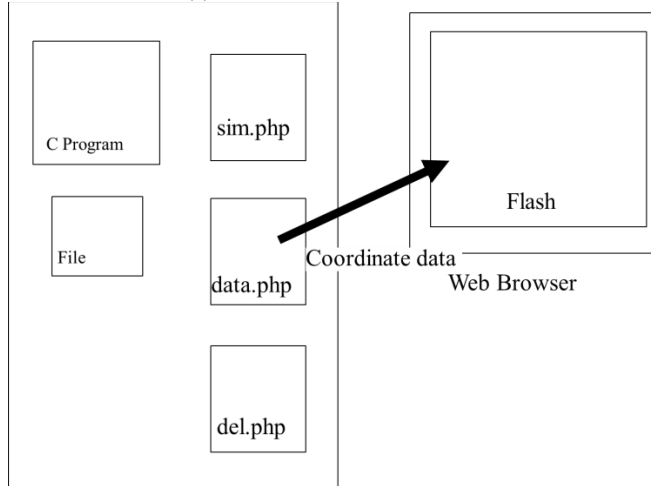 C Program
sim.php
Flash
File
Coordinate data
data.php
Web Browser
del.php